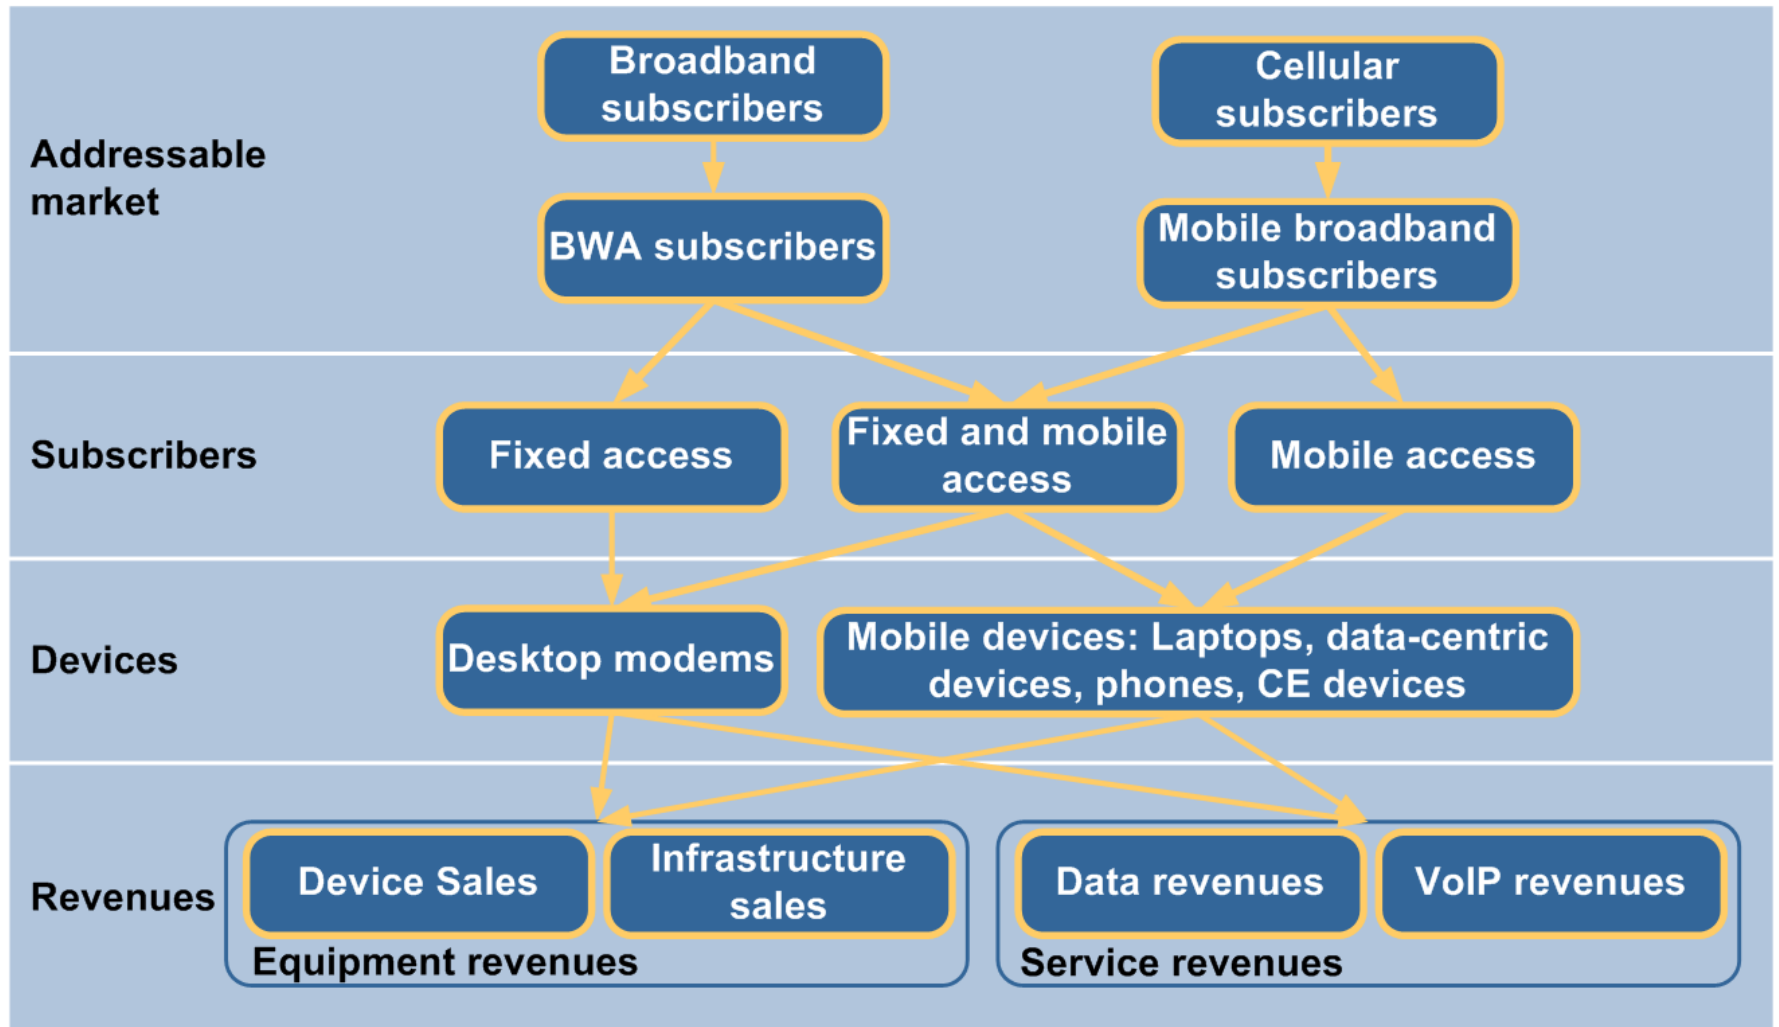 Broadband
subscribers
Cellular
subscribers
Addressable
market
BWA subscribers
Mobile broadband
subscribers
Subscribers
Fixed access
Fixed and mobile
access
Mobile access
Devices
Desktop modems
Mobile devices: Laptops, data-centric
devices, phones, CE devices
Revenues
Device Sales
Infrastructure
sales
Data revenues
VoIP revenues
Equipment revenues
Service revenues